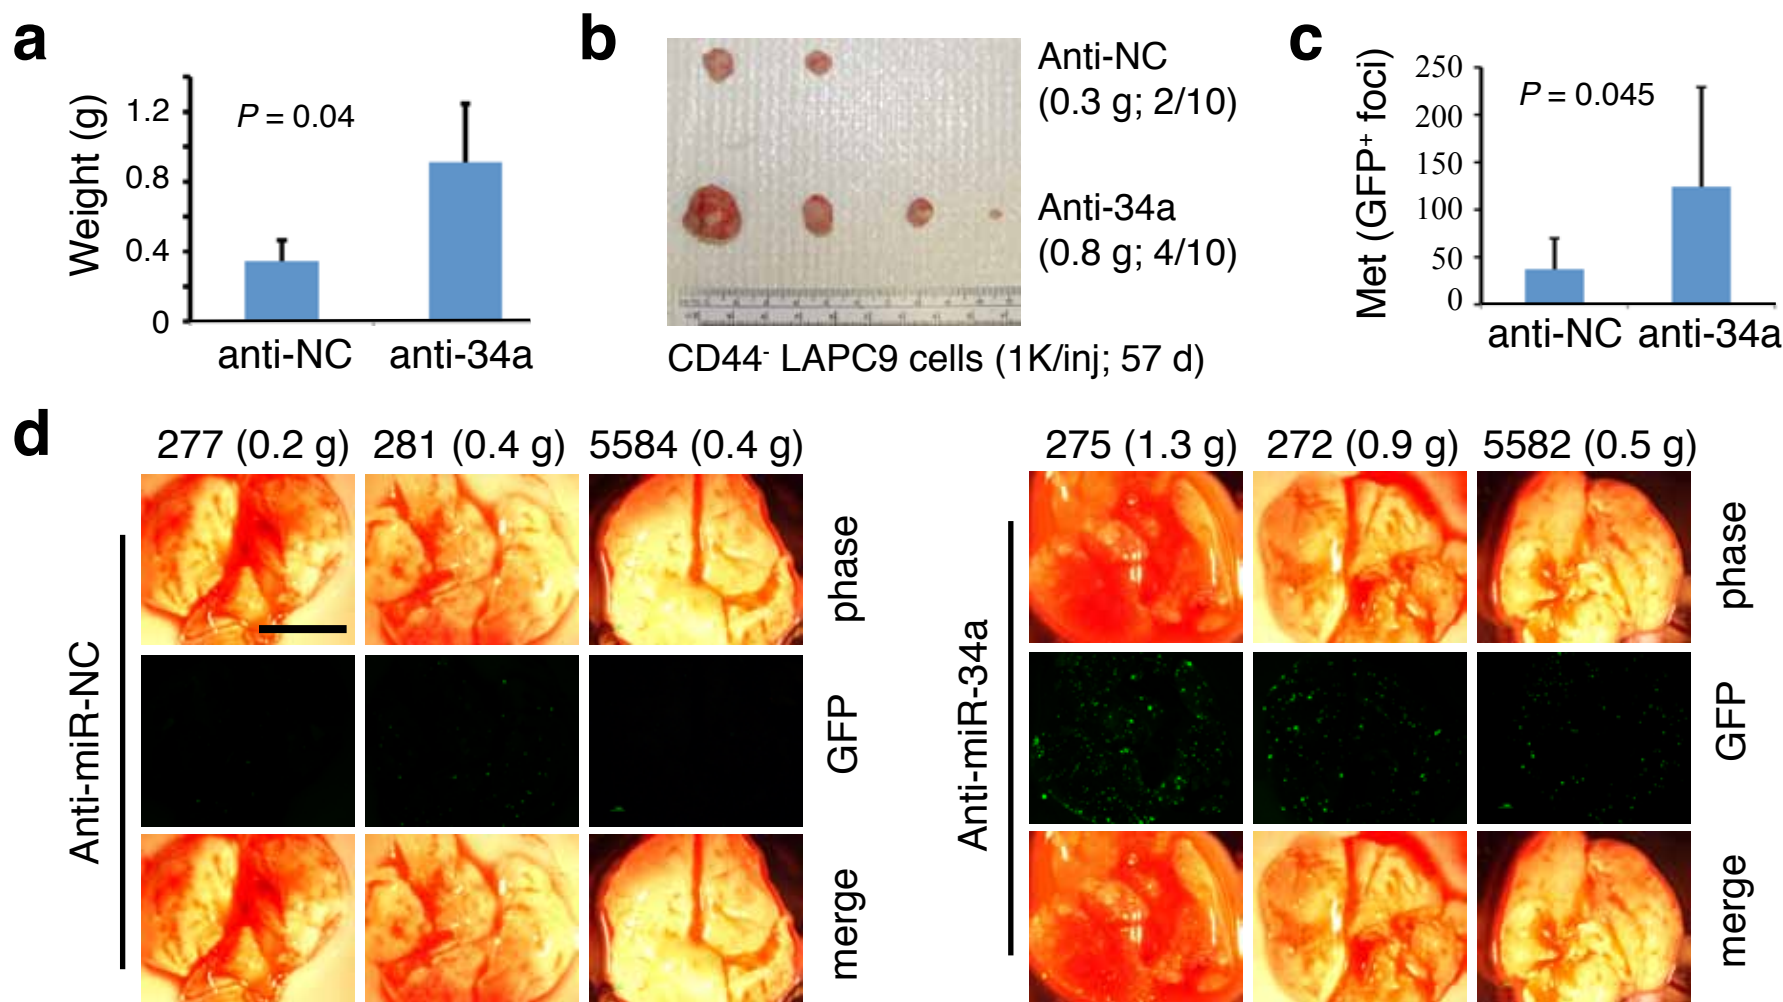 a
Weight (g)
1.2
0.8
0.4
0
P = 0.04
anti-NC anti-34a
b
Anti-NC
(0.3 g; 2/10)
Anti-34a
(0.8 g; 4/10)
CD44- LAPC9 cells (1K/inj; 57 d)
c
Met (GFP+ foci)
250
200
150
100
50
0
P = 0.045
anti-NC anti-34a
d
277 (0.2 g) 281 (0.4 g) 5584 (0.4 g)
Anti-miR-NC
phase
GFP
merge
275 (1.3 g) 272 (0.9 g) 5582 (0.5 g)
Anti-miR-34a
phase
GFP
merge